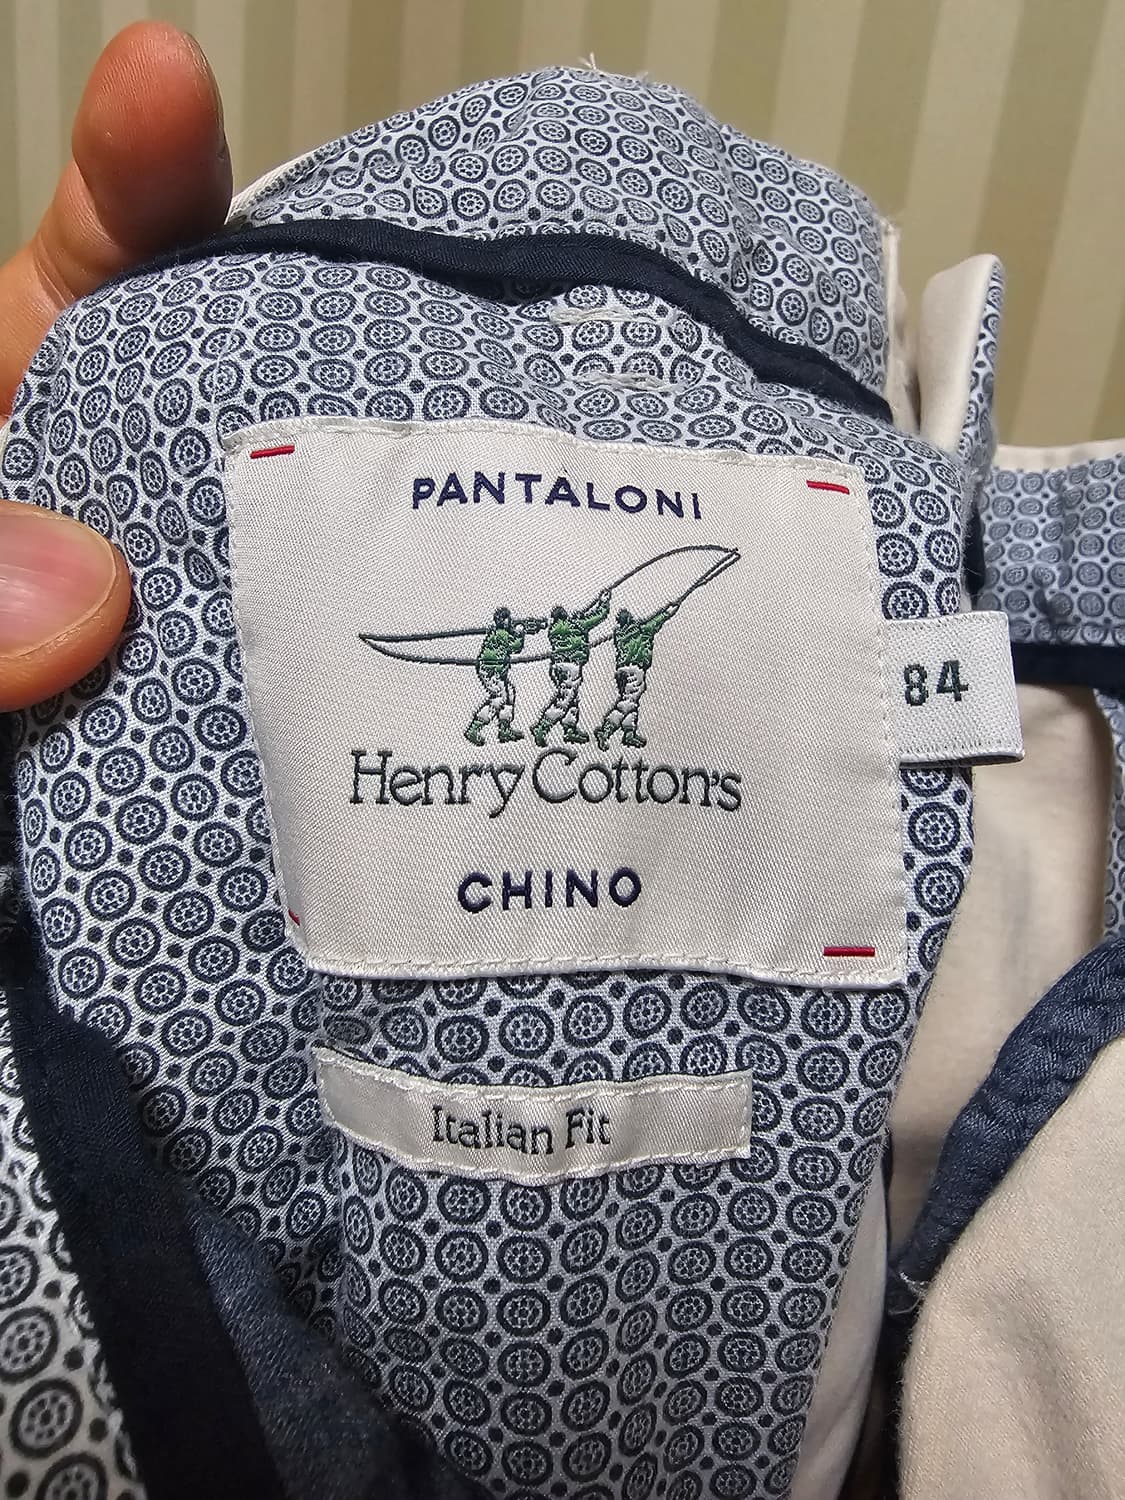 PANTALONI
84
Henry Cotton's
CHINO
Italian Fit